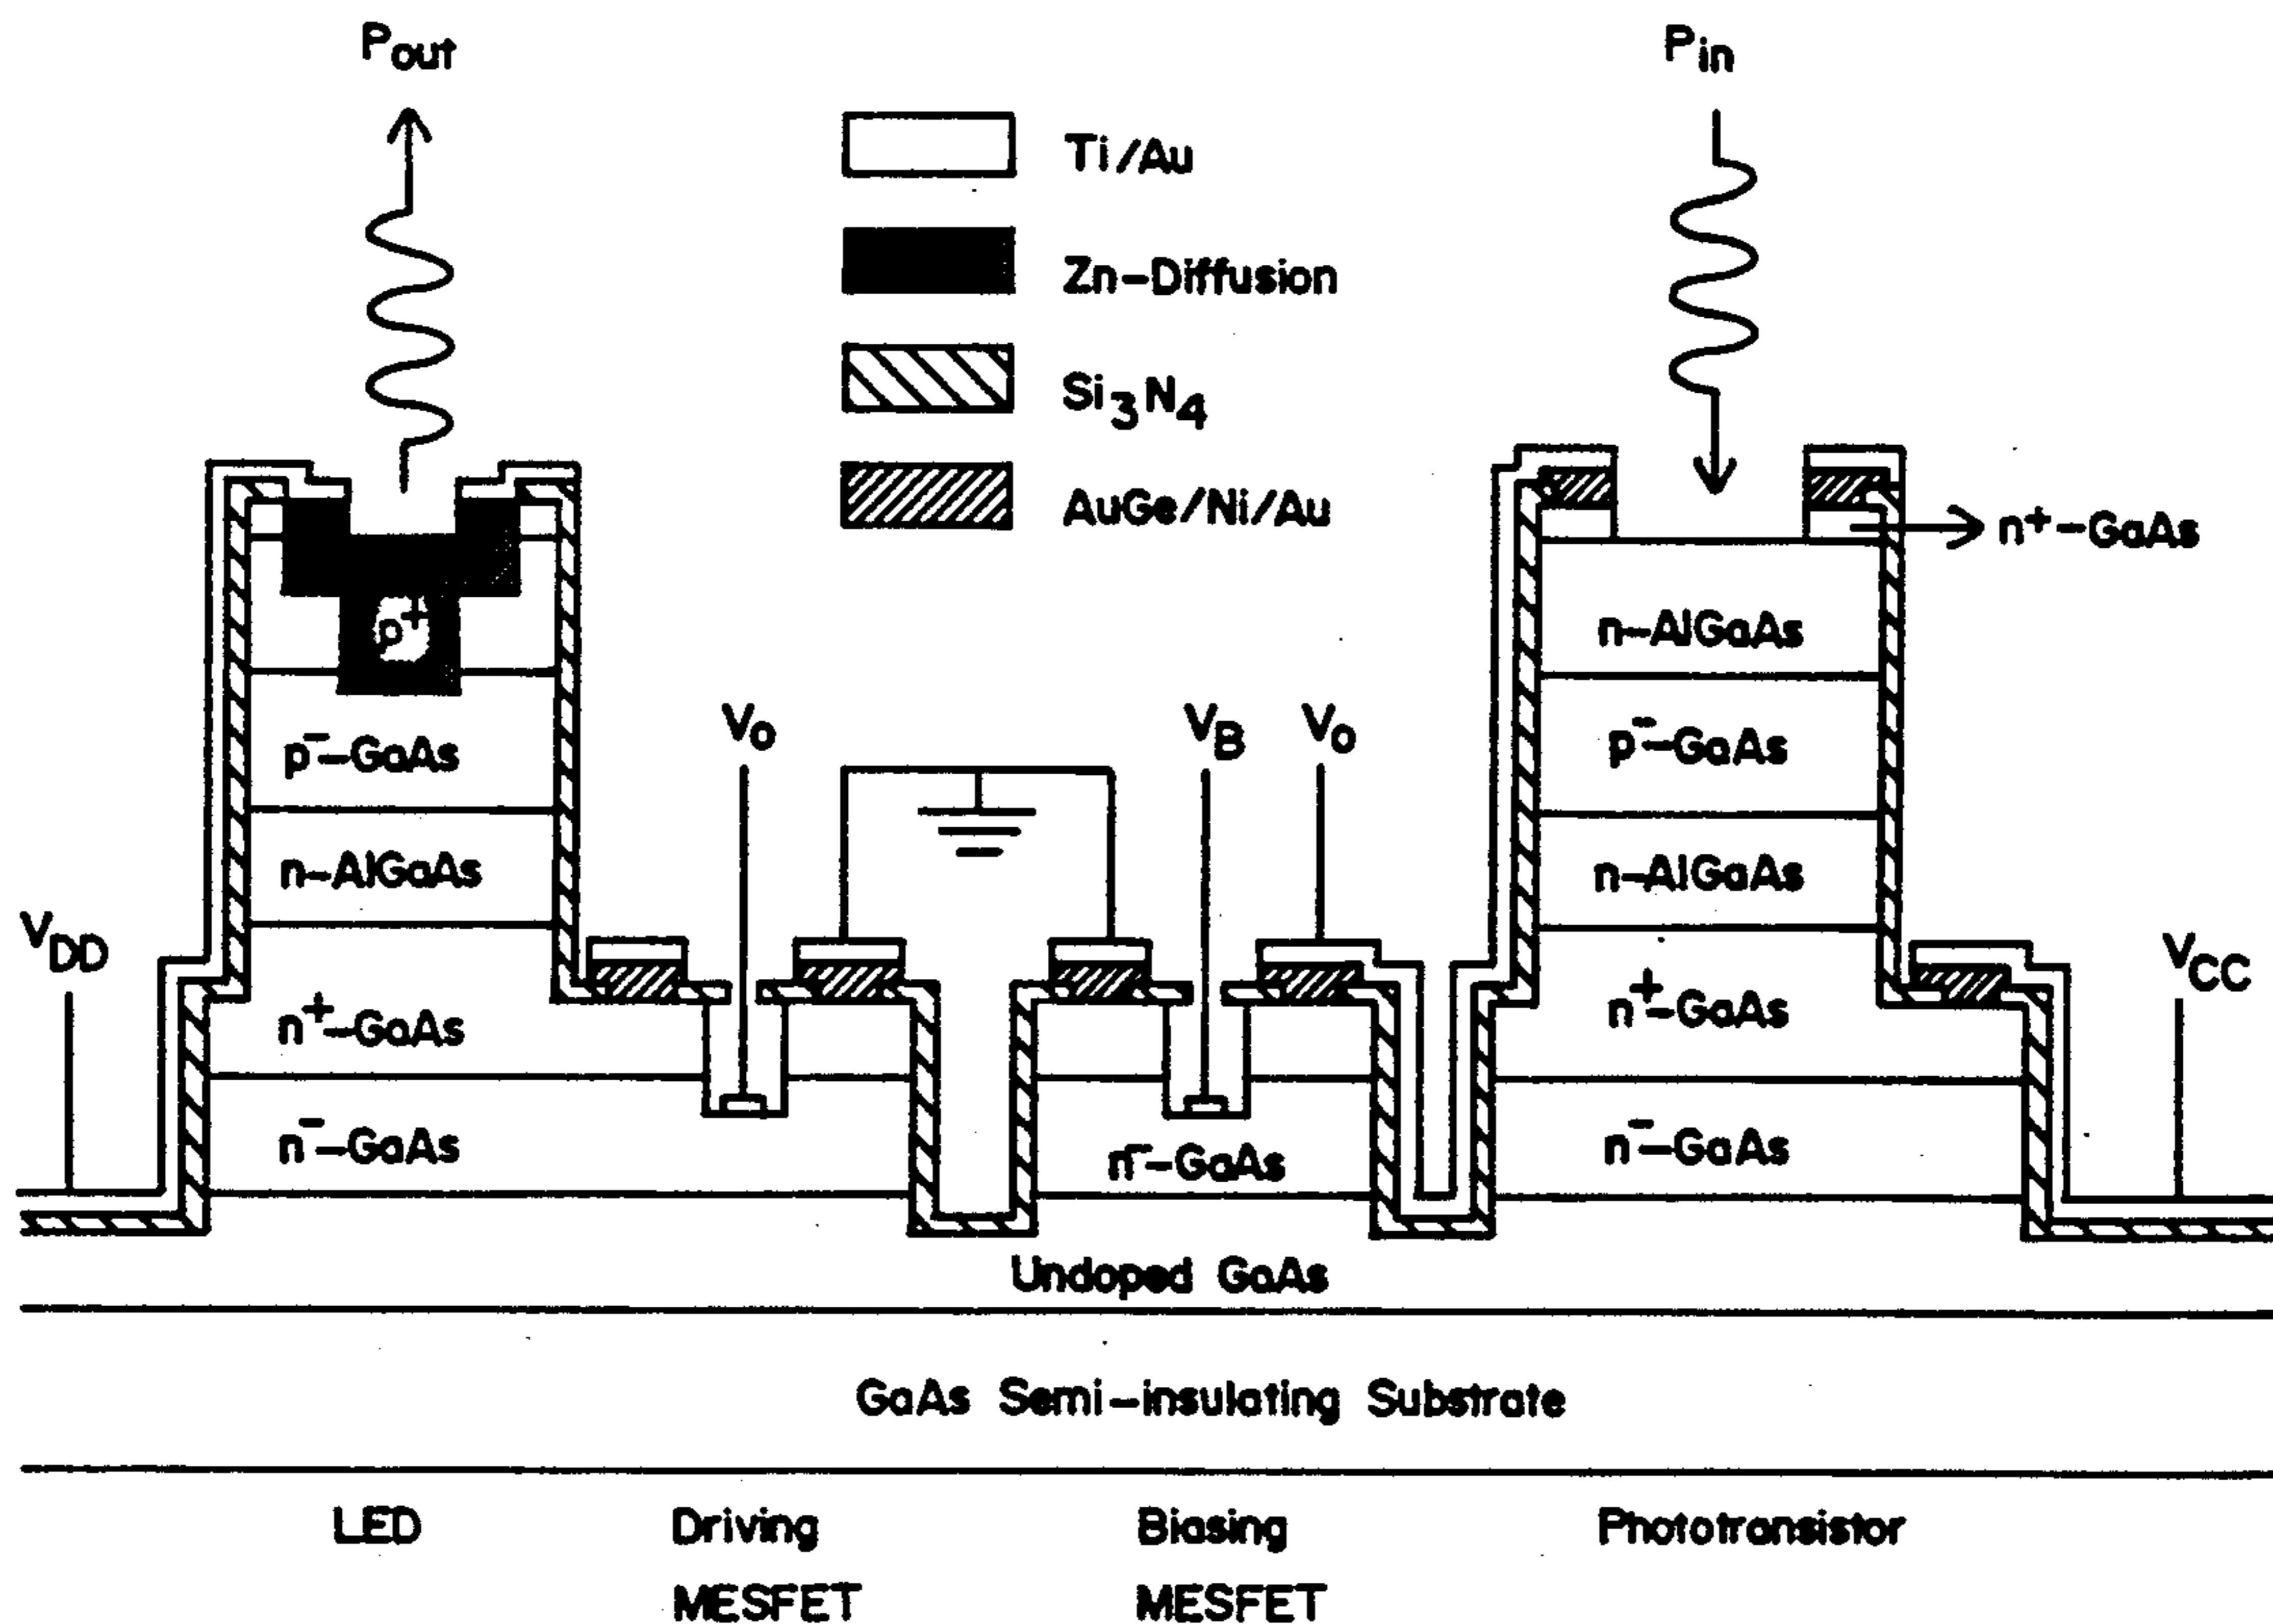 Pout
Pin
Ti/Au
Zn-Diffusion
Si3N4
AuGe/Ni/Au
n+-GaAs
p+
n-AlGaAs
p−-GaAs
p−-GaAs
n-AlGaAs
n-AlGaAs
Vo
VB
Vo
VDD
VCC
n+-GaAs
n+-GaAs
n−-GaAs
n−-GaAs
n−-GaAs
Undoped GaAs
GaAs Semi-insulating Substrate
LED
Driving
MESFET
Biasing
MESFET
Phototransistor